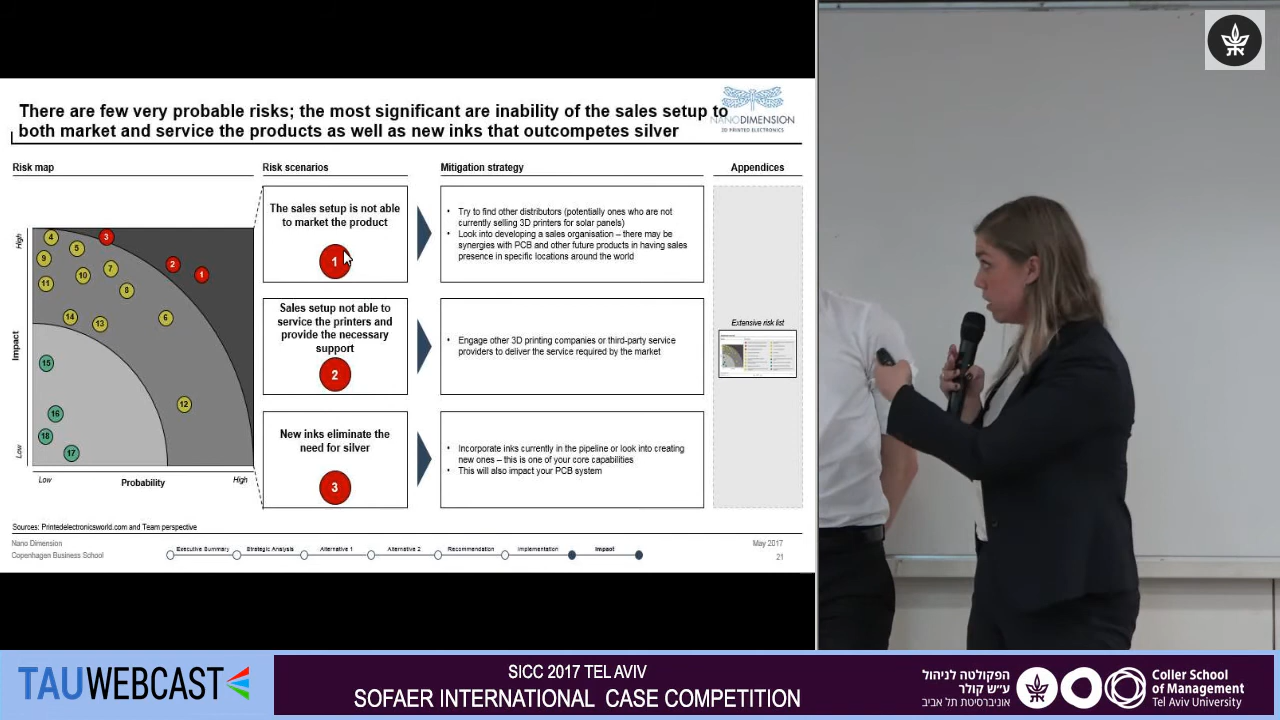 There are few very probable risks; the most significant are inability of the sales setup to
both market and service the products as well as new inks that outcompetes silver
NANODIMENSION
3D PRINTED ELECTRONICS
Risk map
Risk scenarios
Mitigation strategy
Appendices
High
Impact
Low
4
3
5
9
2
7
1
10
11
8
14
13
6
15
12
16
18
17
Low
Probability
High
The sales setup is not able
to market the product
1
• Try to find other distributors (potentially ones who are not
currently selling 3D printers for solar panels)
• Look into developing a sales organisation – there may be
synergies with PCB and other future products in having sales
presence in specific locations around the world
Sales setup not able to
service the printers and
provide the necessary
support
2
• Engage other 3D printing companies or third-party service
providers to deliver the service required by the market
New inks eliminate the
need for silver
3
• Incorporate inks currently in the pipeline or look into creating
new ones – this is one of your core capabilities
• This will also impact your PCB system
Extensive risk list
Sources: Printedelectronicsworld.com and Team perspective
Nano Dimension
Copenhagen Business School
Executive Summary
Strategic Analysis
Alternative 1
Alternative 2
Recommendation
Implementation
Impact
May 2017
21
TAUWEBCAST
SICC 2017 TEL AVIV
SOFAER INTERNATIONAL CASE COMPETITION
הפקולטה לניהול
ע״ש קולר
אוניברסיטת תל אביב
Coller School
of Management
Tel Aviv University